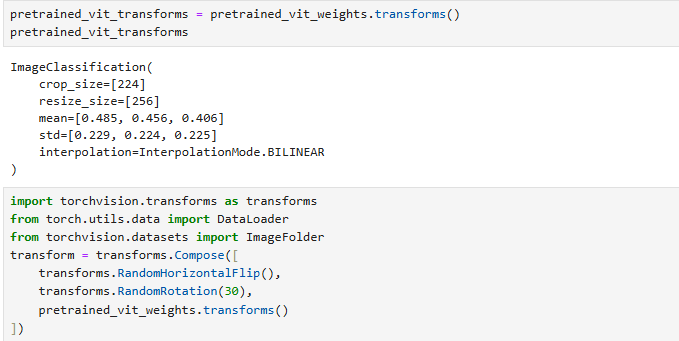 pretrained_vit_transforms = pretrained_vit_weights.transforms()
pretrained_vit_transforms
ImageClassification(
    crop_size=[224]
    resize_size=[256]
    mean=[0.485, 0.456, 0.406]
    std=[0.229, 0.224, 0.225]
    interpolation=InterpolationMode.BILINEAR
)
import torchvision.transforms as transforms
from torch.utils.data import DataLoader
from torchvision.datasets import ImageFolder
transform = transforms.Compose([
    transforms.RandomHorizontalFlip(),
    transforms.RandomRotation(30),
    pretrained_vit_weights.transforms()
])